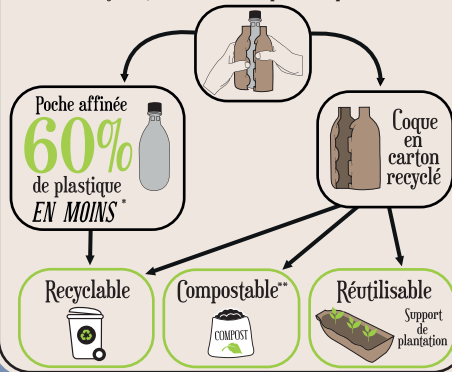 Poche affinée
60%
de plastique
EN MOINS*
Coque
en
carton
recyclé
Recyclable
Compostable**
COMPOST
Réutilisable
Support
de
plantation